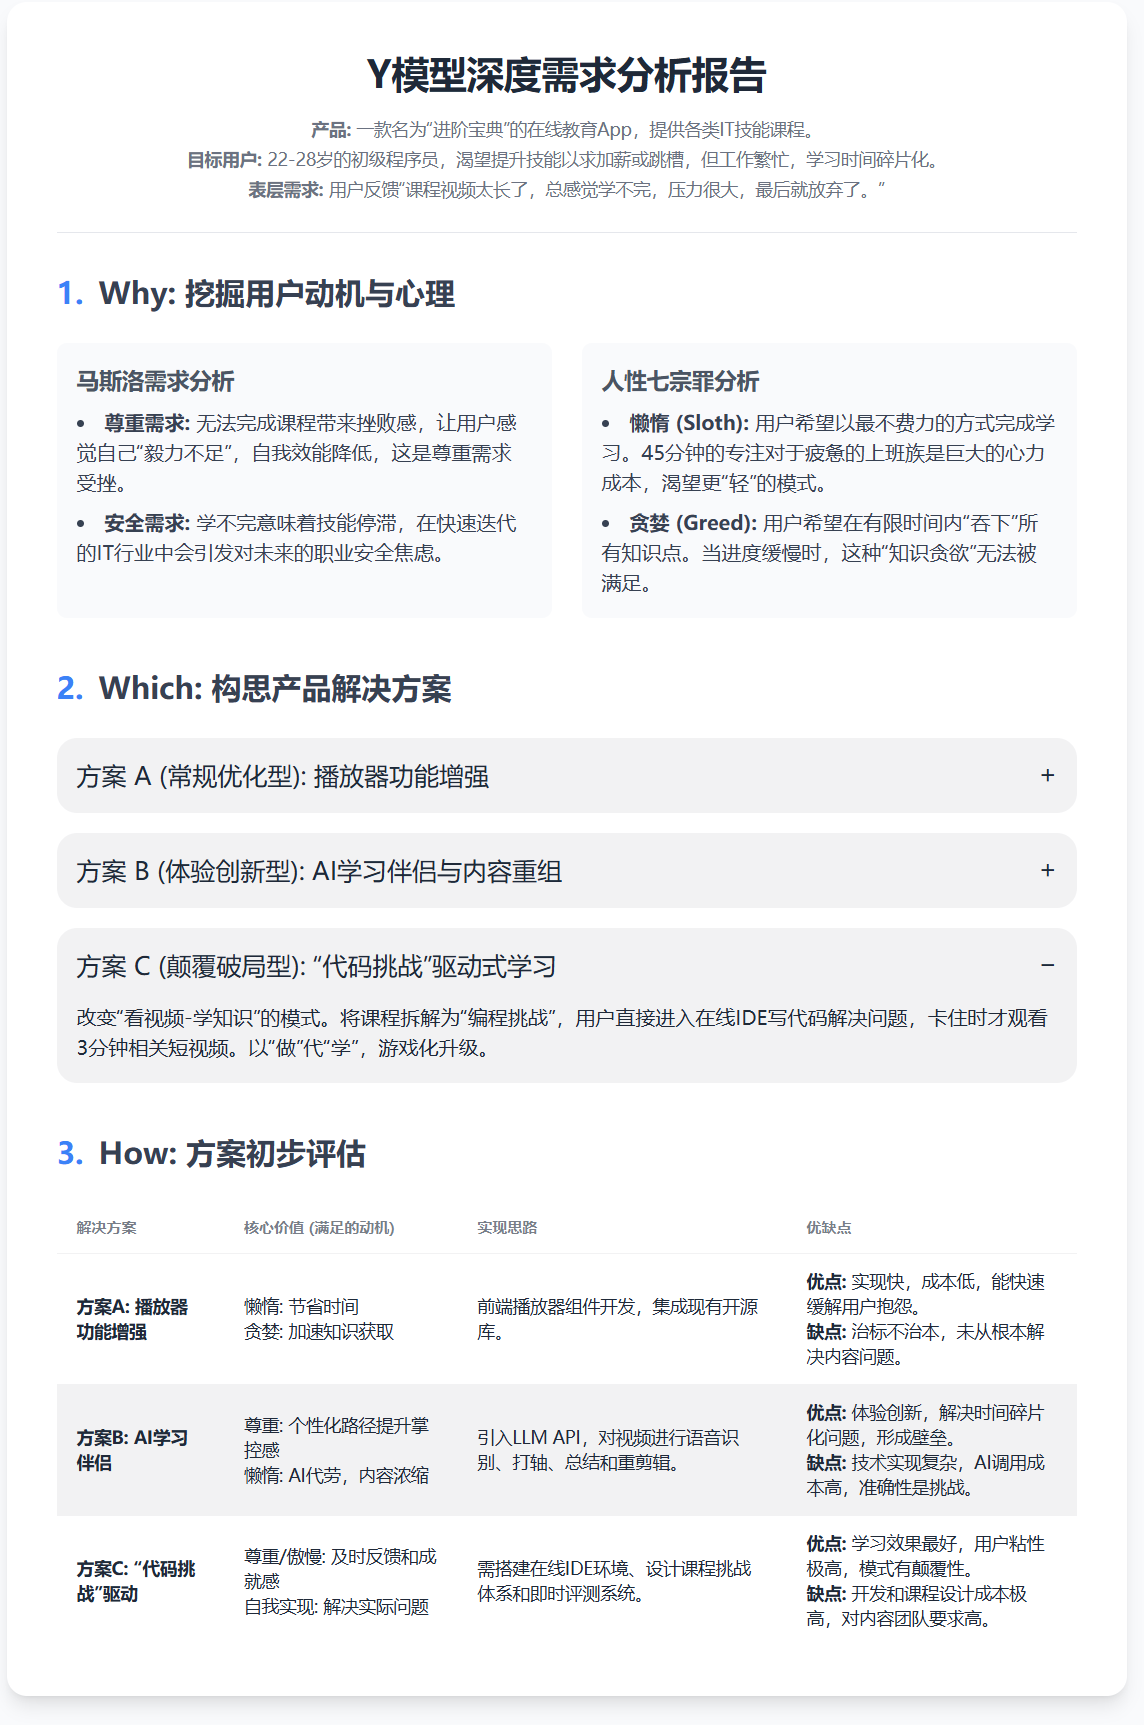 Y模型深度需求分析报告
产品: 一款名为“进阶宝典”的在线教育App，提供各类IT技能课程。
目标用户: 22-28岁的初级程序员，渴望提升技能以求加薪或跳槽，但工作繁忙，学习时间碎片化。
表层需求: 用户反馈“课程视频太长了，总感觉学不完，压力很大，最后就放弃了。”
1. Why: 挖掘用户动机与心理
马斯洛需求分析
• 尊重需求: 无法完成课程带来挫败感，让用户感
觉自己“毅力不足”，自我效能降低，这是尊重需求
受挫。
• 安全需求: 学不完意味着技能停滞，在快速迭代
的IT行业中会引发对未来的职业安全焦虑。
人性七宗罪分析
• 懒惰 (Sloth): 用户希望以最不费力的方式完成学
习。45分钟的专注对于疲惫的上班族是巨大的心力
成本，渴望更“轻”的模式。
• 贪婪 (Greed): 用户希望在有限时间内“吞下”所
有知识点。当进度缓慢时，这种“知识贪欲”无法被
满足。
2. Which: 构思产品解决方案
方案 A (常规优化型): 播放器功能增强 +
方案 B (体验创新型): AI学习伴侣与内容重组 +
方案 C (颠覆破局型): “代码挑战”驱动式学习 −
改变“看视频-学知识”的模式。将课程拆解为“编程挑战”，用户直接进入在线IDE写代码解决问题，卡住时才观看
3分钟相关短视频。以“做”代“学”，游戏化升级。
3. How: 方案初步评估
解决方案 核心价值 (满足的动机) 实现思路 优缺点
方案A: 播放器
功能增强
懒惰: 节省时间
贪婪: 加速知识获取
前端播放器组件开发，集成现有开源
库。
优点: 实现快，成本低，能快速
缓解用户抱怨。
缺点: 治标不治本，未从根本解
决内容问题。
方案B: AI学习
伴侣
尊重: 个性化路径提升掌
控感
懒惰: AI代劳，内容浓缩
引入LLM API，对视频进行语音识
别、打轴、总结和重剪辑。
优点: 体验创新，解决时间碎片
化问题，形成壁垒。
缺点: 技术实现复杂，AI调用成
本高，准确性是挑战。
方案C: “代码挑
战”驱动
尊重/傲慢: 及时反馈和成
就感
自我实现: 解决实际问题
需搭建在线IDE环境、设计课程挑战
体系和即时评测系统。
优点: 学习效果最好，用户粘性
极高，模式有颠覆性。
缺点: 开发和课程设计成本极
高，对内容团队要求高。